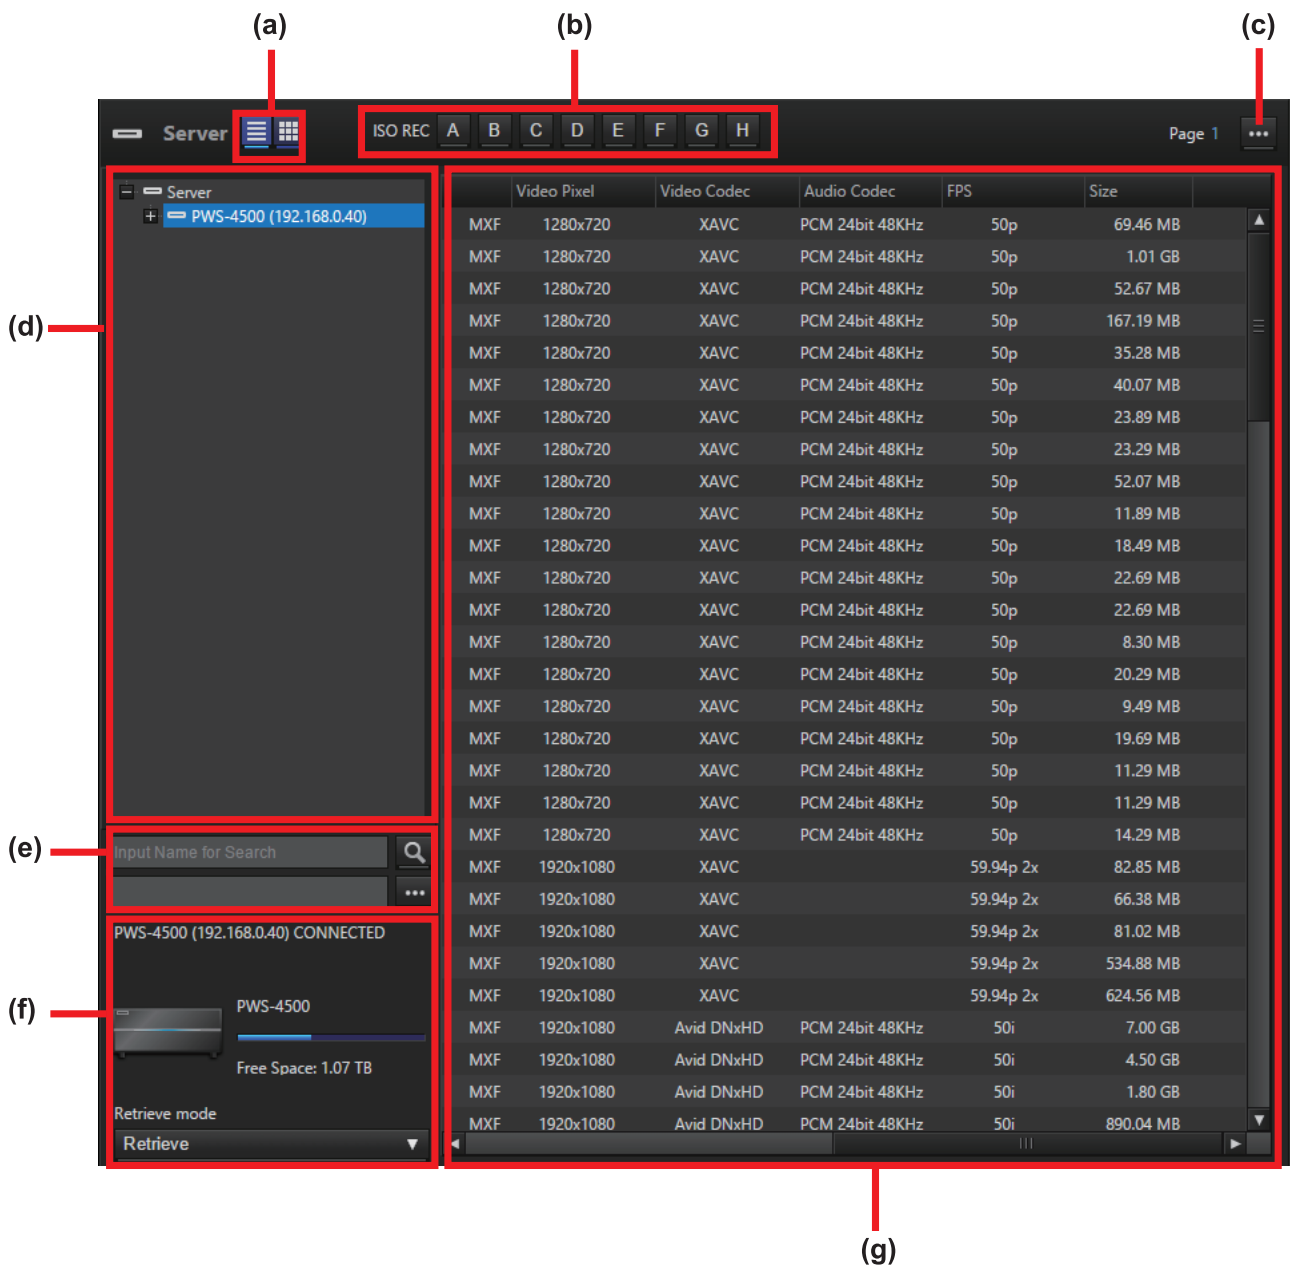 (a) (b) (c)
Server ISO REC A B C D E F G H Page 1
(d)
Server
PWS-4500 (192.168.0.40)
(e)
Input Name for Search
(f)
PWS-4500 (192.168.0.40) CONNECTED
PWS-4500
Free Space: 1.07 TB
Retrieve mode
Retrieve
Video Pixel Video Codec Audio Codec FPS Size
MXF 1280x720 XAVC PCM 24bit 48KHz 50p 69.46 MB
MXF 1280x720 XAVC PCM 24bit 48KHz 50p 1.01 GB
MXF 1280x720 XAVC PCM 24bit 48KHz 50p 52.67 MB
MXF 1280x720 XAVC PCM 24bit 48KHz 50p 167.19 MB
MXF 1280x720 XAVC PCM 24bit 48KHz 50p 35.28 MB
MXF 1280x720 XAVC PCM 24bit 48KHz 50p 40.07 MB
MXF 1280x720 XAVC PCM 24bit 48KHz 50p 23.89 MB
MXF 1280x720 XAVC PCM 24bit 48KHz 50p 23.29 MB
MXF 1280x720 XAVC PCM 24bit 48KHz 50p 52.07 MB
MXF 1280x720 XAVC PCM 24bit 48KHz 50p 11.89 MB
MXF 1280x720 XAVC PCM 24bit 48KHz 50p 18.49 MB
MXF 1280x720 XAVC PCM 24bit 48KHz 50p 22.69 MB
MXF 1280x720 XAVC PCM 24bit 48KHz 50p 22.69 MB
MXF 1280x720 XAVC PCM 24bit 48KHz 50p 8.30 MB
MXF 1280x720 XAVC PCM 24bit 48KHz 50p 20.29 MB
MXF 1280x720 XAVC PCM 24bit 48KHz 50p 9.49 MB
MXF 1280x720 XAVC PCM 24bit 48KHz 50p 19.69 MB
MXF 1280x720 XAVC PCM 24bit 48KHz 50p 11.29 MB
MXF 1280x720 XAVC PCM 24bit 48KHz 50p 11.29 MB
MXF 1280x720 XAVC PCM 24bit 48KHz 50p 14.29 MB
MXF 1920x1080 XAVC 59.94p 2x 82.85 MB
MXF 1920x1080 XAVC 59.94p 2x 66.38 MB
MXF 1920x1080 XAVC 59.94p 2x 81.02 MB
MXF 1920x1080 XAVC 59.94p 2x 534.88 MB
MXF 1920x1080 XAVC 59.94p 2x 624.56 MB
MXF 1920x1080 Avid DNxHD PCM 24bit 48KHz 50i 7.00 GB
MXF 1920x1080 Avid DNxHD PCM 24bit 48KHz 50i 4.50 GB
MXF 1920x1080 Avid DNxHD PCM 24bit 48KHz 50i 1.80 GB
MXF 1920x1080 Avid DNxHD PCM 24bit 48KHz 50i 890.04 MB
(g)